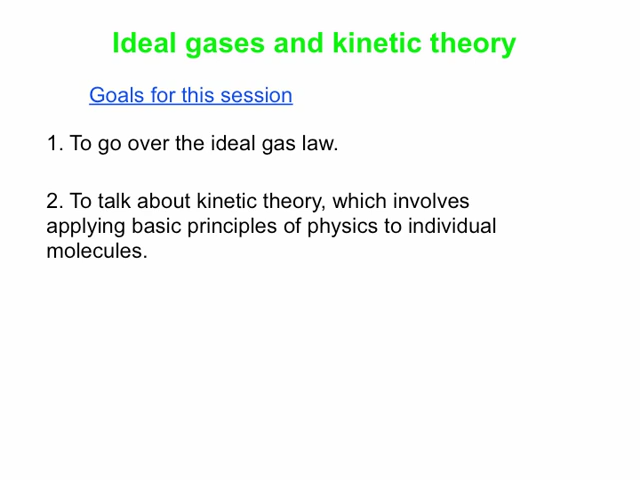 Ideal gases and kinetic theory
Goals for this session
1. To go over the ideal gas law.
2. To talk about kinetic theory, which involves
applying basic principles of physics to individual
molecules.